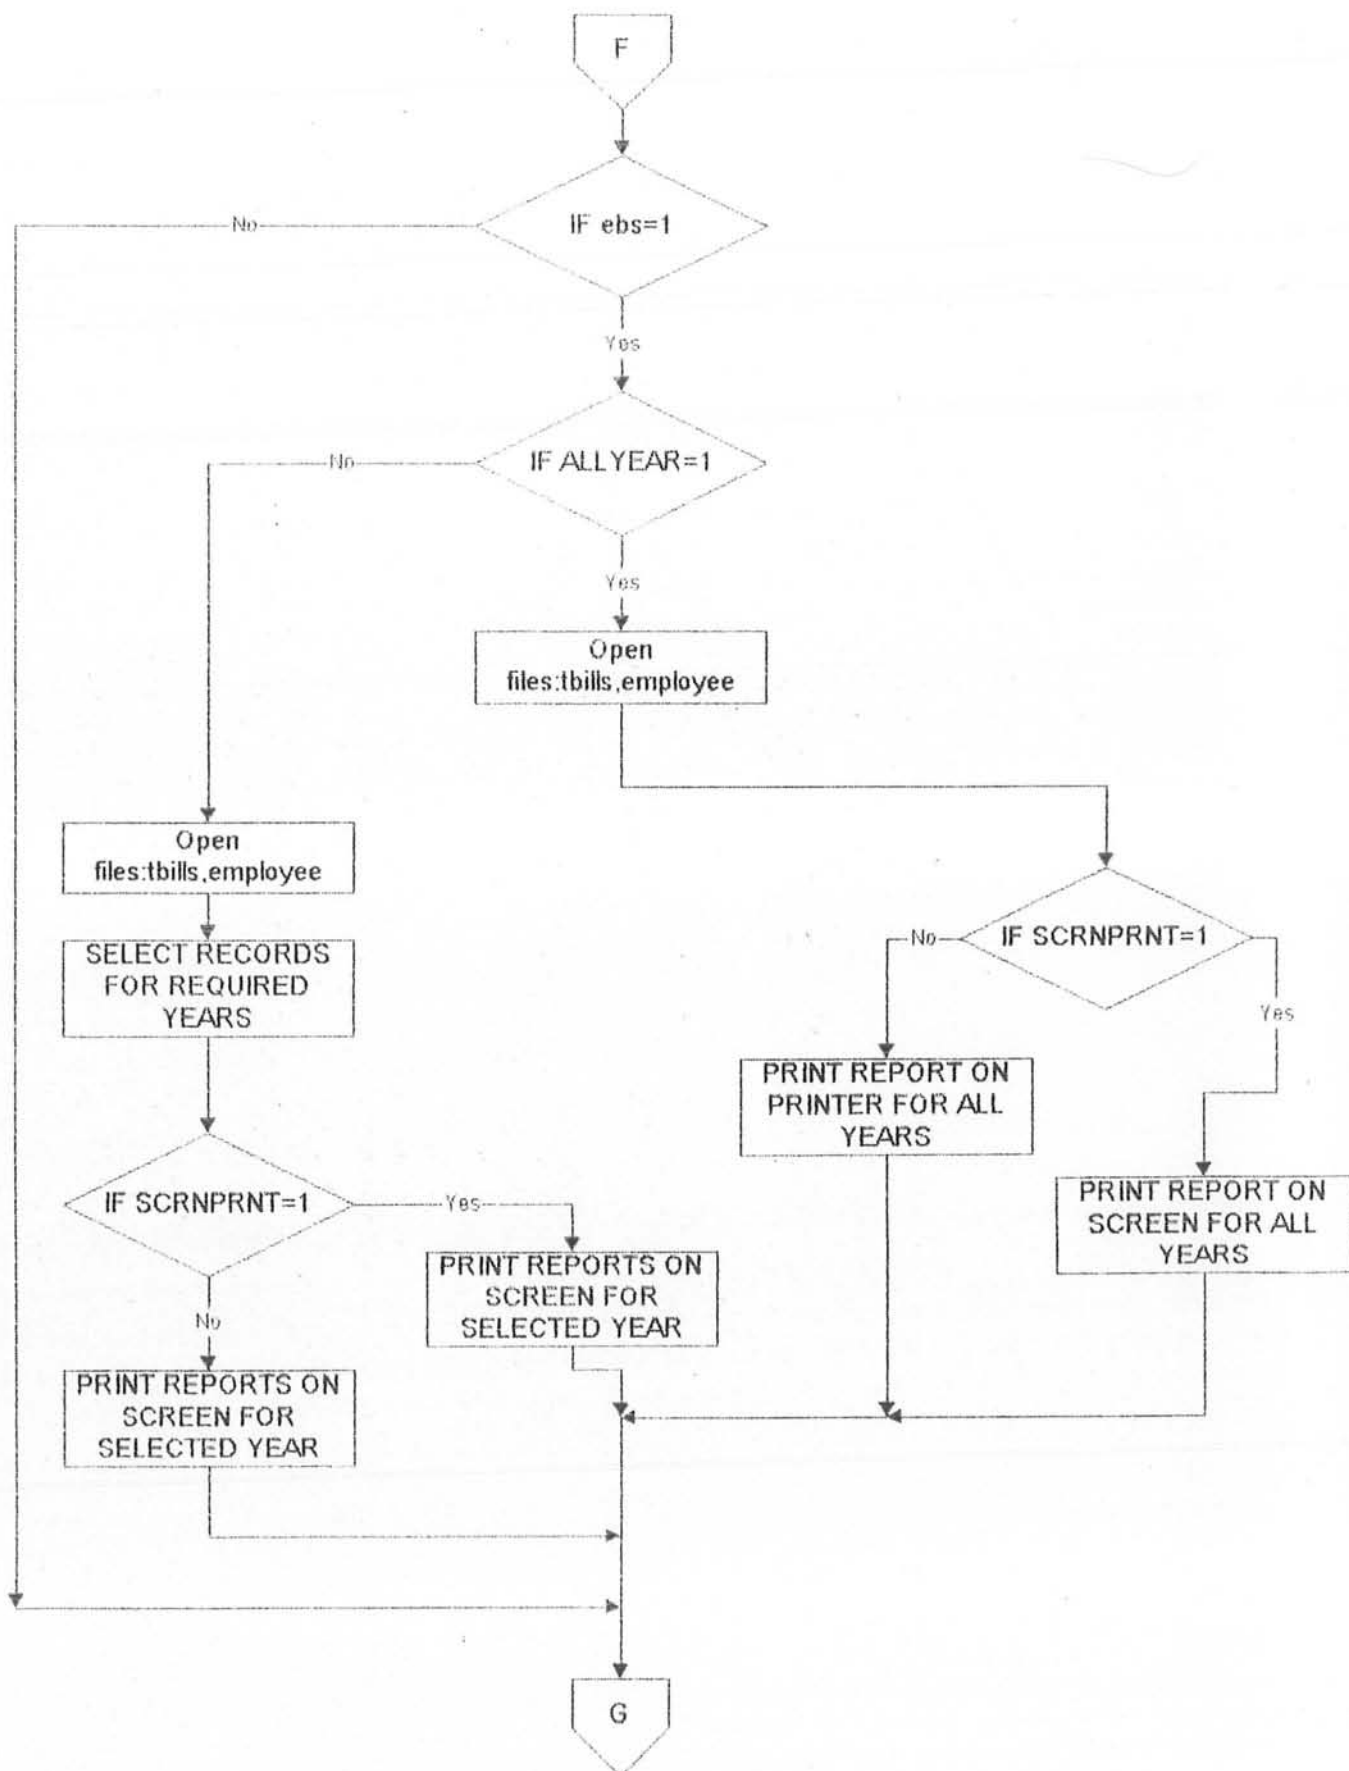 F
IF ebs=1
No
Yes
IF ALLYEAR=1
No
Yes
Open
files:tbills,employee
Open
files:tbills,employee
SELECT RECORDS
FOR REQUIRED
YEARS
IF SCRNPRNT=1
No
Yes
PRINT REPORT ON
PRINTER FOR ALL
YEARS
PRINT REPORT ON
SCREEN FOR ALL
YEARS
IF SCRNPRNT=1
Yes
PRINT REPORTS ON
SCREEN FOR
SELECTED YEAR
No
PRINT REPORTS ON
SCREEN FOR
SELECTED YEAR
G